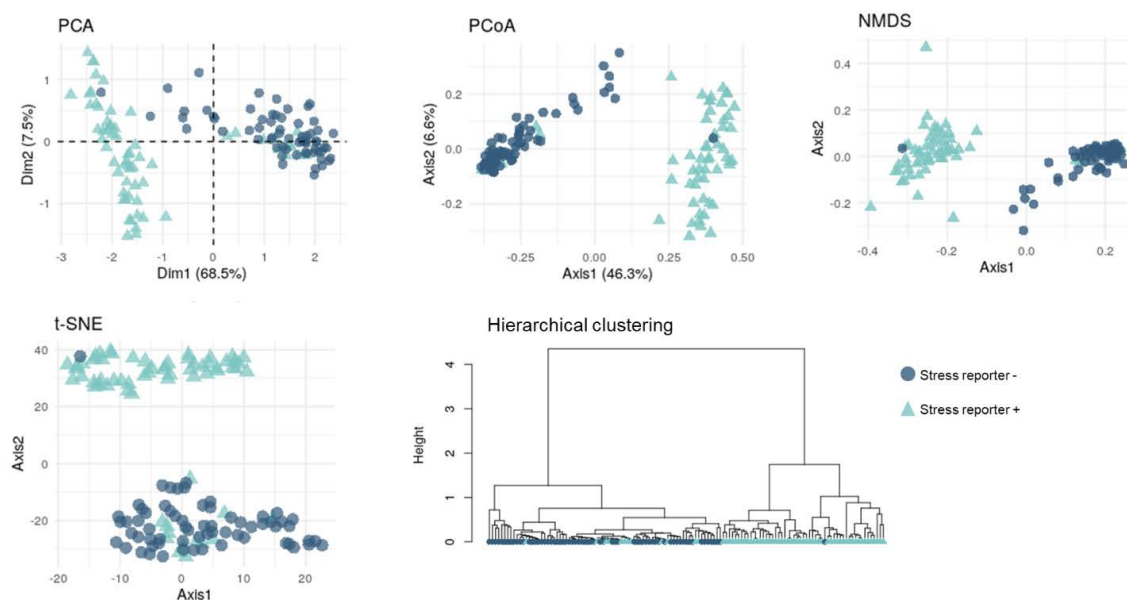 PCA
1
0
-1
Dim2 (7.5%)
-3
-2
-1
0
1
2
Dim1 (68.5%)
PCoA
0.2
0.0
-0.2
Axis2 (6.6%)
-0.25
0.00
0.25
0.50
Axis1 (46.3%)
NMDS
0.4
0.2
0.0
-0.2
Axis2
-0.4
-0.2
0.0
0.2
Axis1
t-SNE
40
20
0
-20
Axis2
-20
-10
0
10
20
Axis1
Hierarchical clustering
4
3
2
1
0
Height
Stress reporter -
Stress reporter +